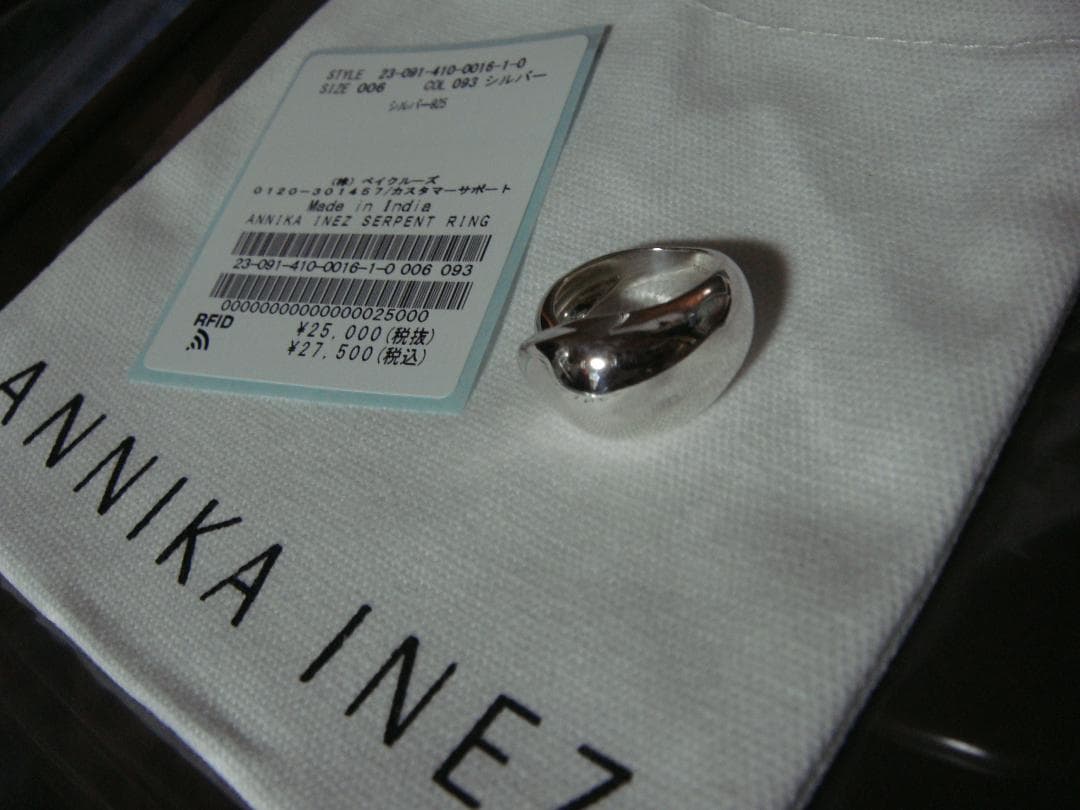 STYLE 23-091-410-0016-1-0
SIZE 006 COL 093 シルバー
シルバー925
(株) ベイクルーズ
0120-301457/カスタマーサポート
Made in India
ANNIKA INEZ SERPENT RING
23-091-410-0016-1-0 006 093
00000000000000025000
RFID
¥25,000(税抜)
¥27,500(税込)
ANNIKA INEZ